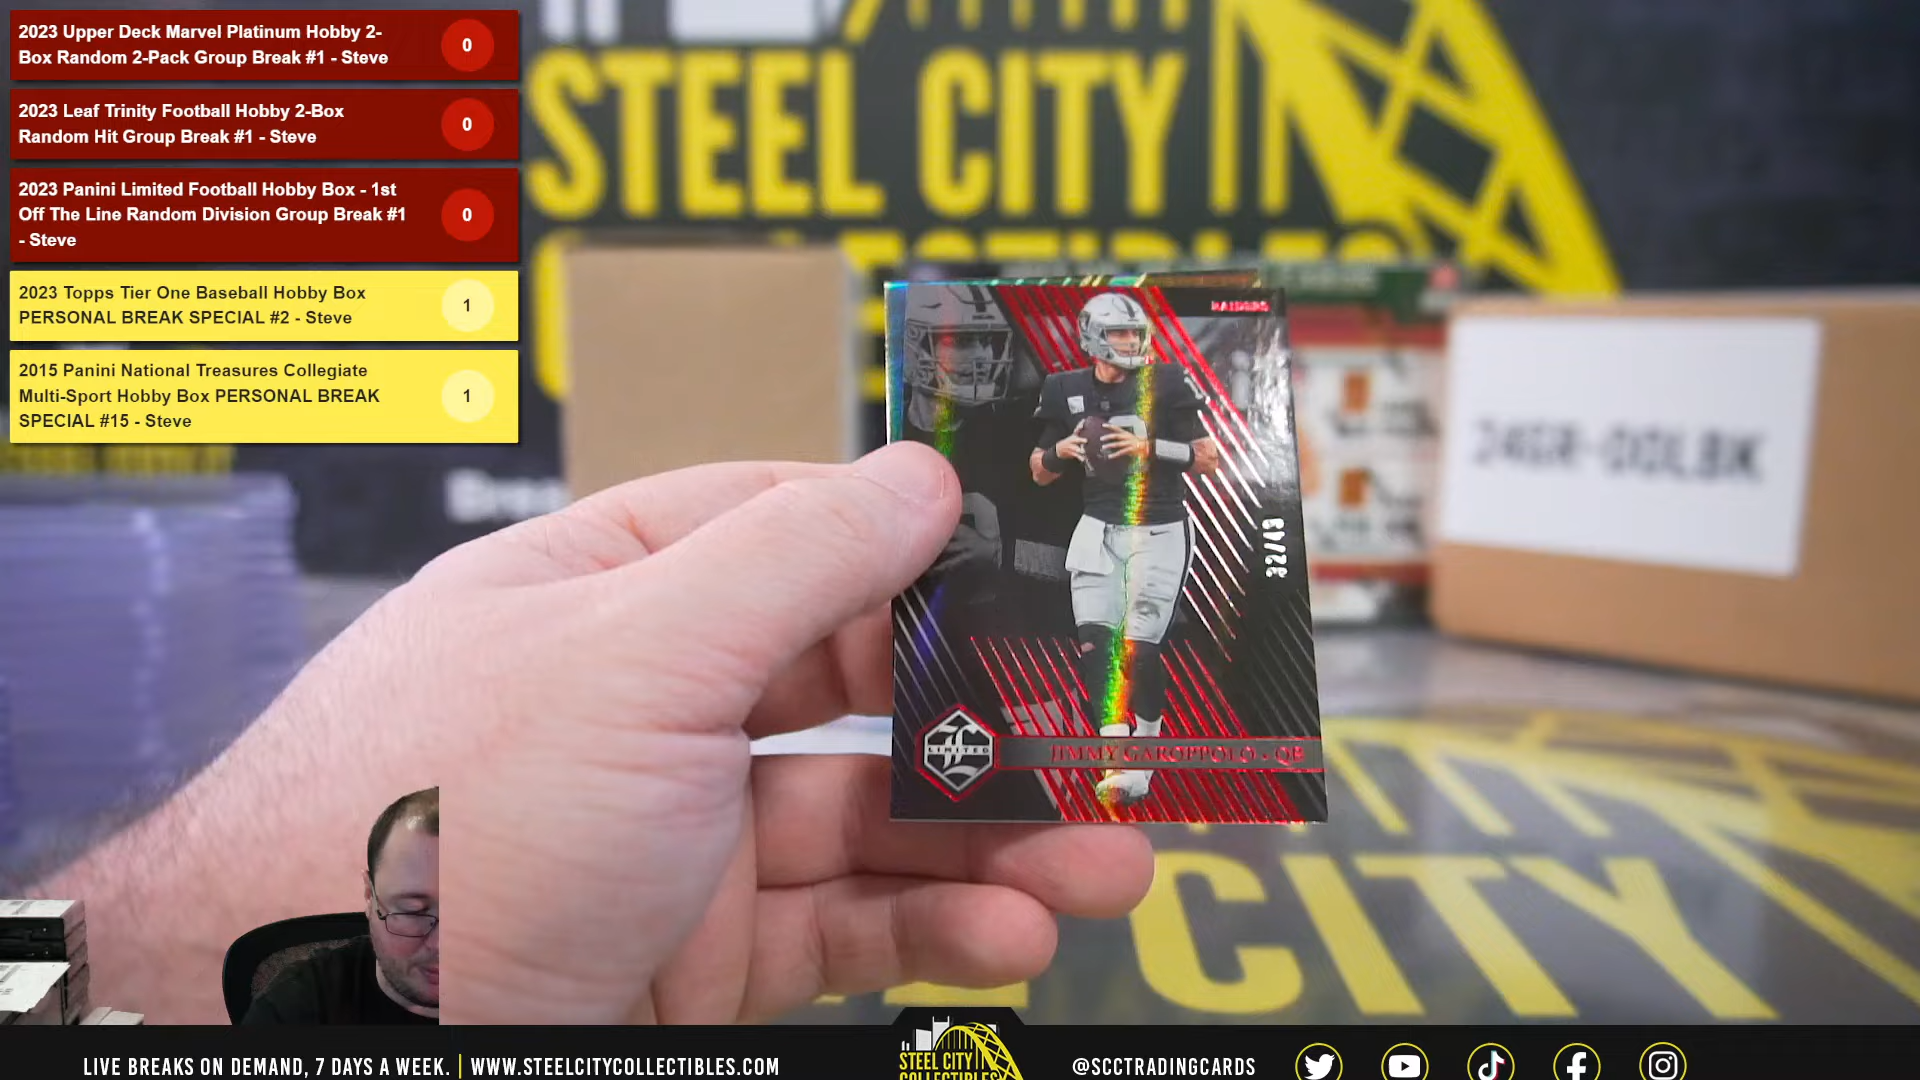 2023 Upper Deck Marvel Platinum Hobby 2-
Box Random 2-Pack Group Break #1 - Steve
0
2023 Leaf Trinity Football Hobby 2-Box
Random Hit Group Break #1 - Steve
0
2023 Panini Limited Football Hobby Box - 1st
Off The Line Random Division Group Break #1
- Steve
0
2023 Topps Tier One Baseball Hobby Box
PERSONAL BREAK SPECIAL #2 - Steve
1
2015 Panini National Treasures Collegiate
Multi-Sport Hobby Box PERSONAL BREAK
SPECIAL #15 - Steve
1
STEEL CITY
COLLECTIBLES
RAIDERS
32/49
LIMITED
JIMMY GAROPPOLO - QB
CITY
LIVE BREAKS ON DEMAND, 7 DAYS A WEEK. | WWW.STEELCITYCOLLECTIBLES.COM
STEEL CITY
COLLECTIBLES
@SCCTRADINGCARDS